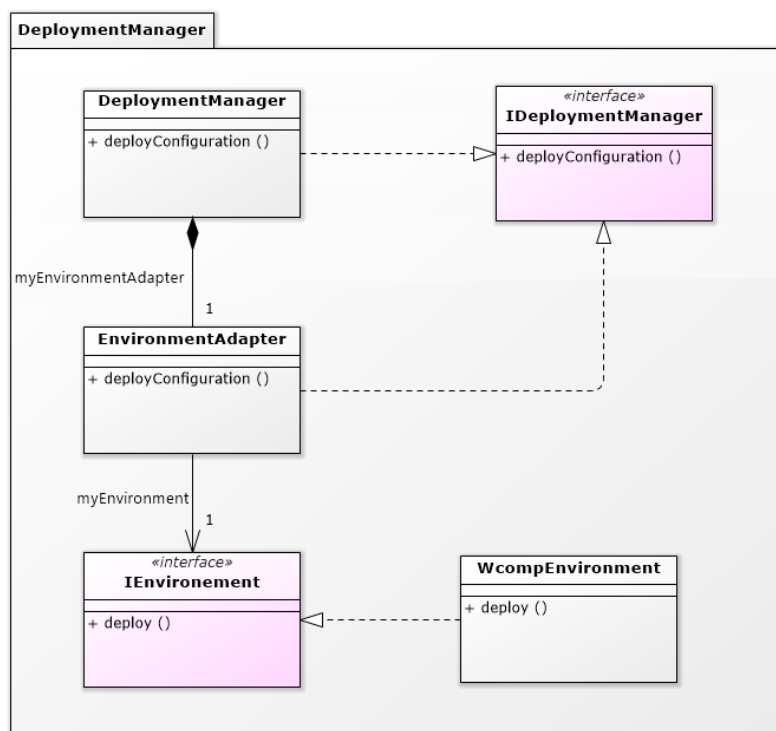 DeploymentManager
DeploymentManager
+ deployConfiguration ()
«interface»
IDeploymentManager
+ deployConfiguration ()
myEnvironmentAdapter
1
EnvironmentAdapter
+ deployConfiguration ()
myEnvironment
1
«interface»
IEnvironement
+ deploy ()
WcompEnvironment
+ deploy ()